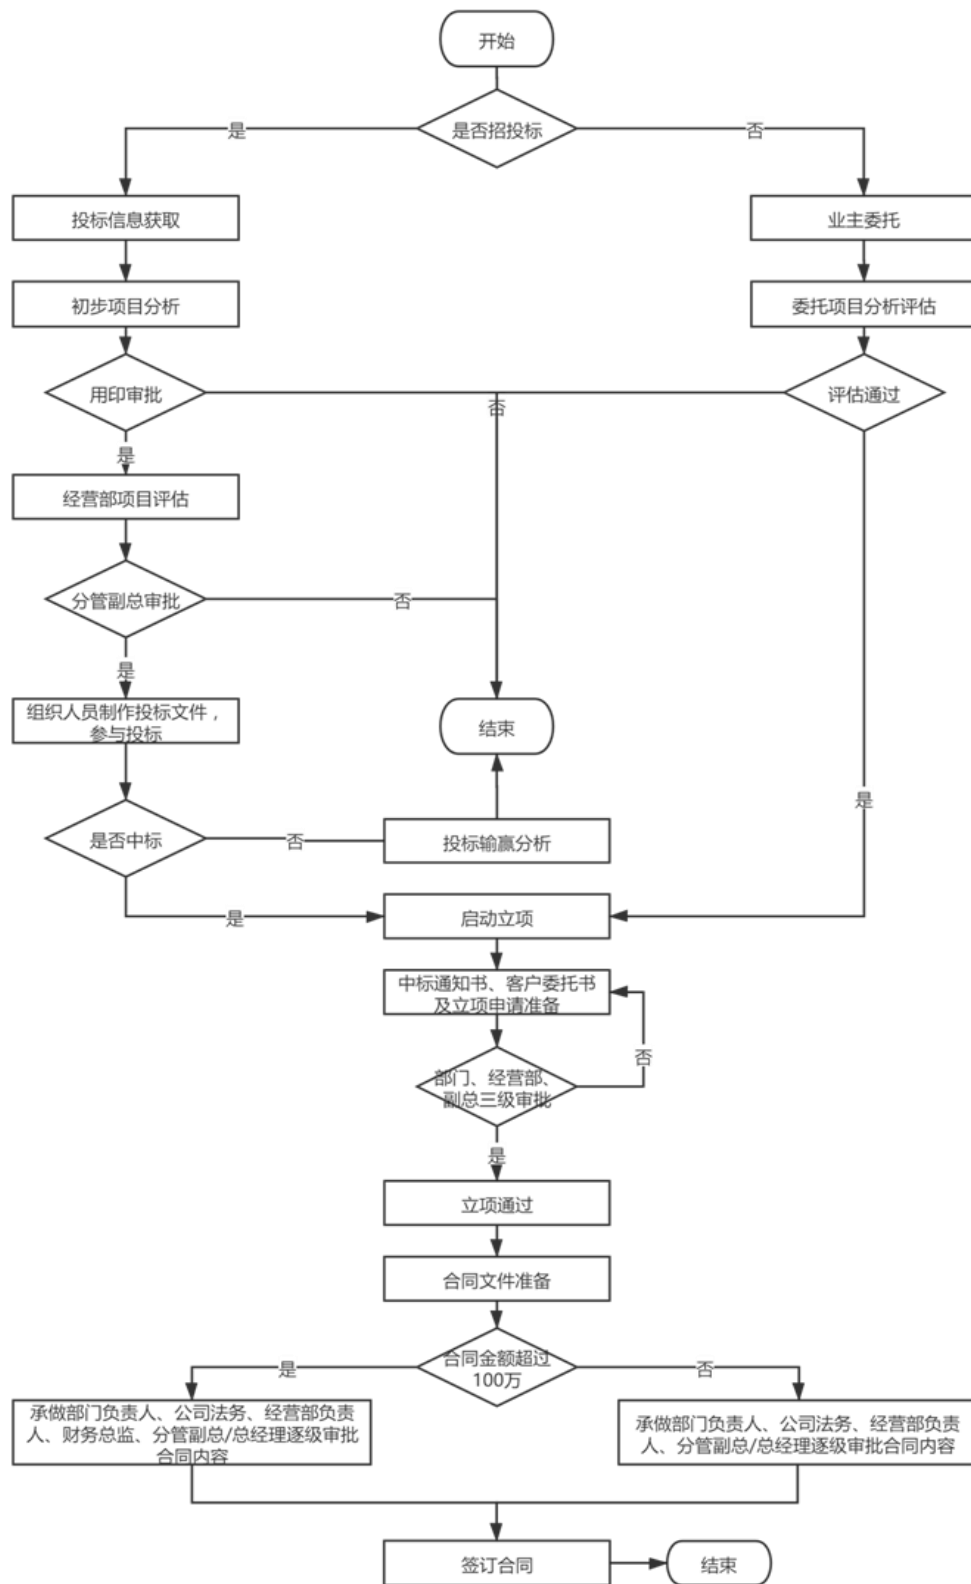 开始
是否招投标
是
否
投标信息获取
业主委托
初步项目分析
委托项目分析评估
用印审批
否
评估通过
是
经营部项目评估
分管副总审批
否
是
组织人员制作投标文件，
参与投标
结束
是
是否中标
否
投标输赢分析
是
启动立项
中标通知书、客户委托书
及立项申请准备
否
部门、经营部、
副总三级审批
是
立项通过
合同文件准备
合同金额超过
100万
是
否
承做部门负责人、公司法务、经营部负责
人、财务总监、分管副总/总经理逐级审批
合同内容
承做部门负责人、公司法务、经营部负责
人、分管副总/总经理逐级审批合同内容
签订合同
结束